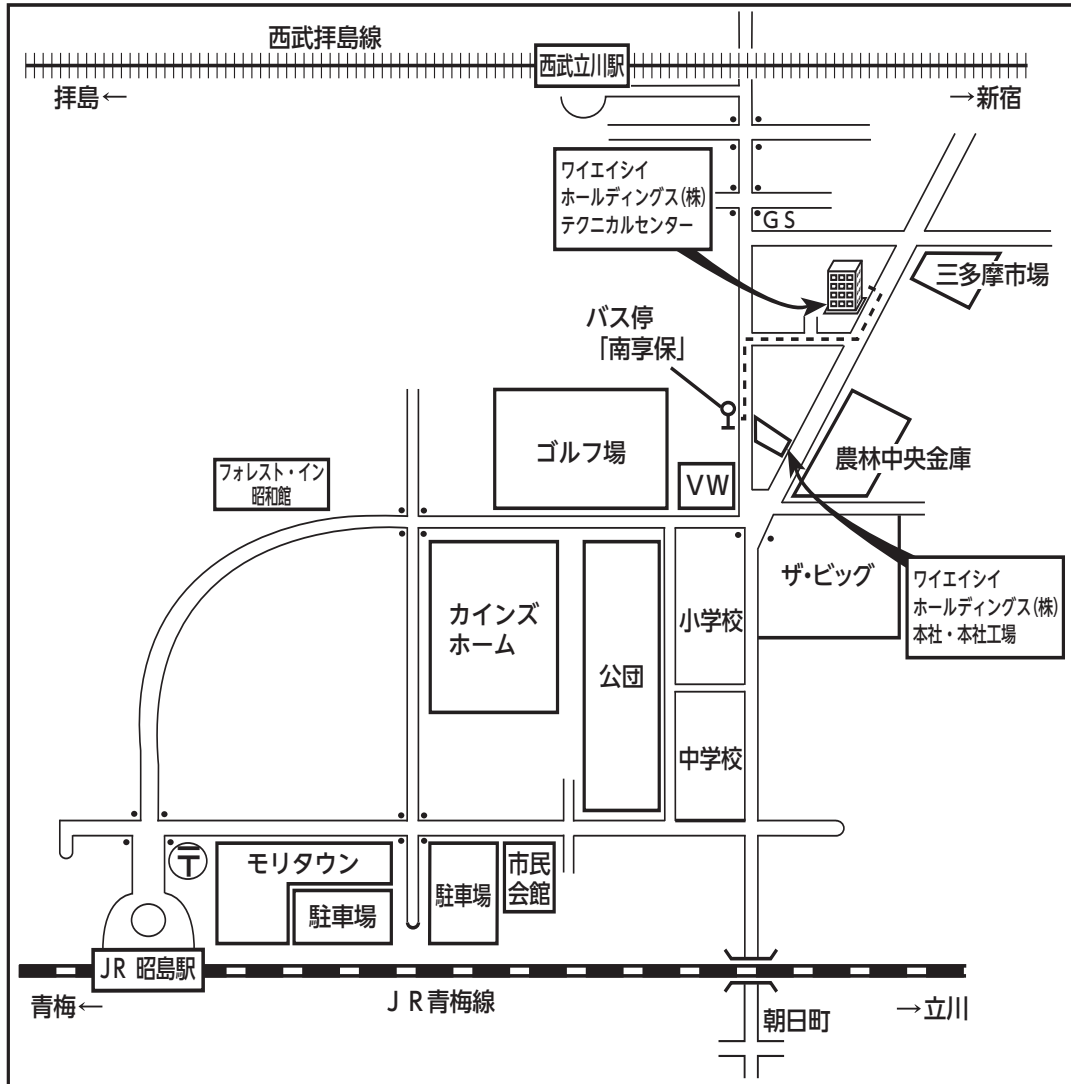 西武拝島線
西武立川駅
拝島←
→新宿
ワイエイシイ
ホールディングス(株)
テクニカルセンター
GS
三多摩市場
バス停
「南享保」
ゴルフ場
VW
農林中央金庫
フォレスト・イン
昭和館
カインズ
ホーム
公団
小学校
ザ・ビッグ
ワイエイシイ
ホールディングス(株)
本社・本社工場
中学校
〒
モリタウン
駐車場
駐車場
市民
会館
JR 昭島駅
青梅←
JR青梅線
朝日町
→立川